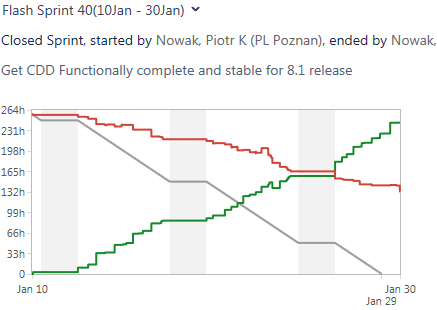 Flash Sprint 40(10Jan - 30Jan)
Closed Sprint, started by Nowak, Piotr K (PL Poznan), ended by Nowak,
Get CDD Functionally complete and stable for 8.1 release
264h
231h
198h
165h
132h
99h
66h
33h
0
Jan 10
Jan 30
Jan 29